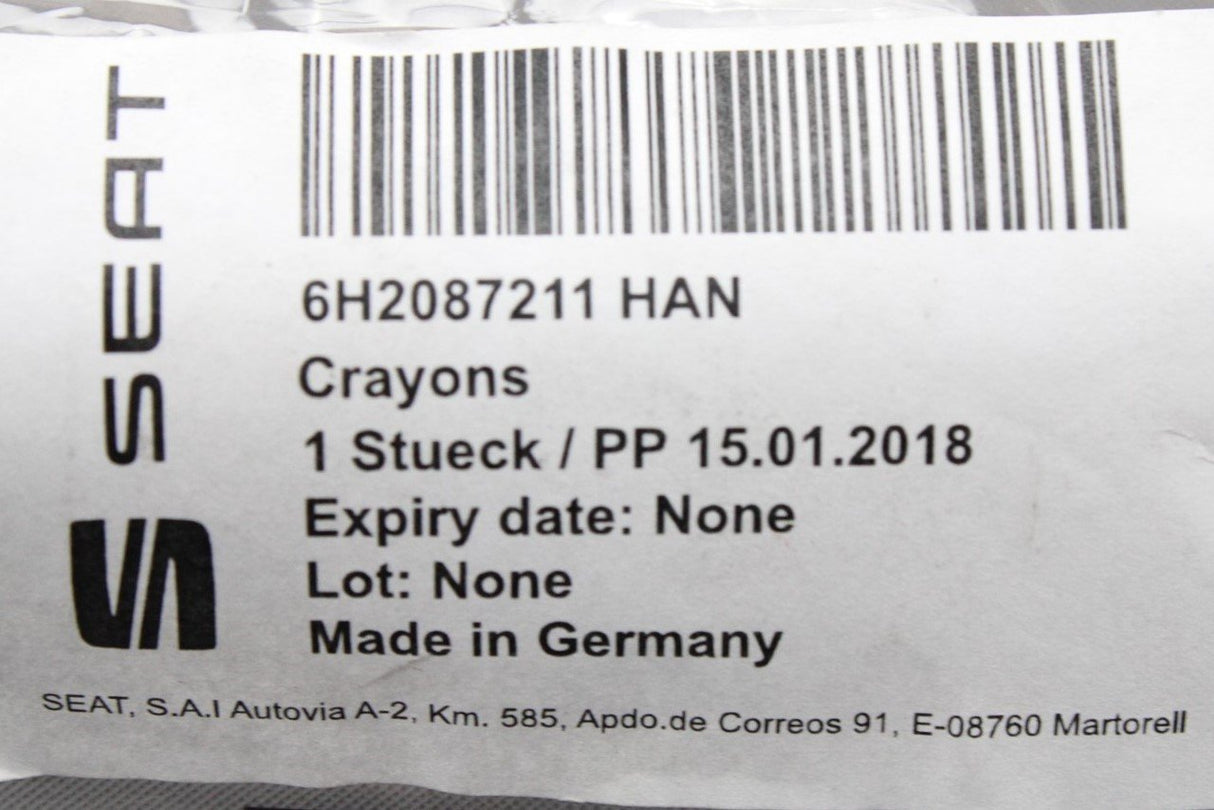 SEAT
6H2087211 HAN
Crayons
1 Stueck / PP 15.01.2018
Expiry date: None
Lot: None
Made in Germany
SEAT, S.A.I Autovia A-2, Km. 585, Apdo.de Correos 91, E-08760 Martorell